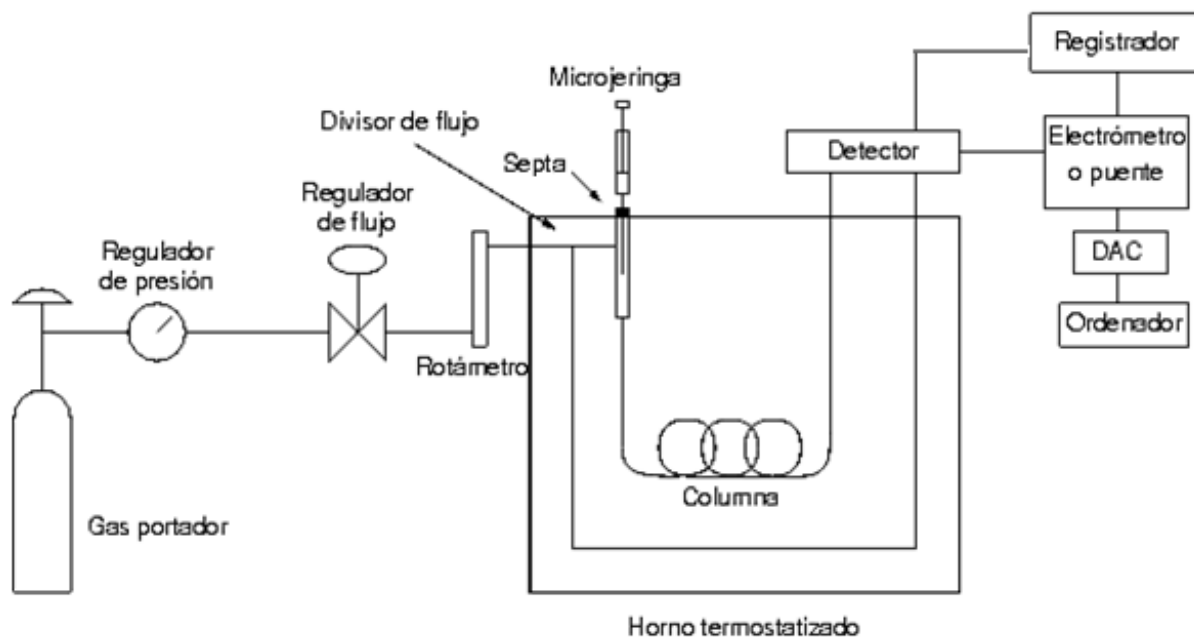 Registrador
Microjeringa
Divisor de flujo
Electrómetro
o puente
Detector
Septa
Regulador
de flujo
DAC
Regulador
de presión
Ordenador
Rotámetro
Columna
Gas portador
Horno termostatizado